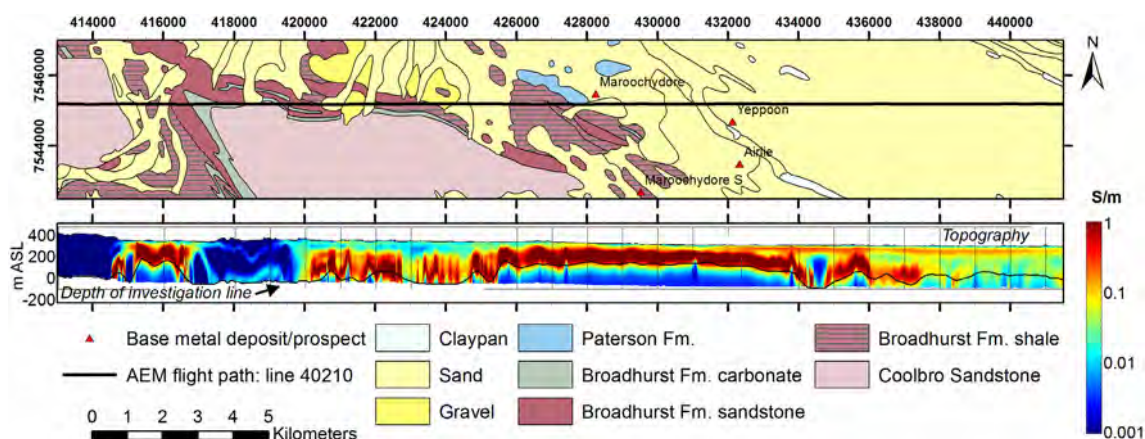 414000 416000 418000 420000 422000 424000 426000 428000 430000 432000 434000 436000 438000 440000
N
7546000
7544000
Maroochydore
Yeppoon
Airlie
Maroochydore S
S/m
400
200
0
-200
m ASL
Topography
Depth of investigation line
1
0.1
0.01
0.001
Base metal deposit/prospect
Claypan
Paterson Fm.
Broadhurst Fm. shale
AEM flight path: line 40210
Sand
Broadhurst Fm. carbonate
Coolbro Sandstone
Gravel
Broadhurst Fm. sandstone
0 1 2 3 4 5
Kilometers